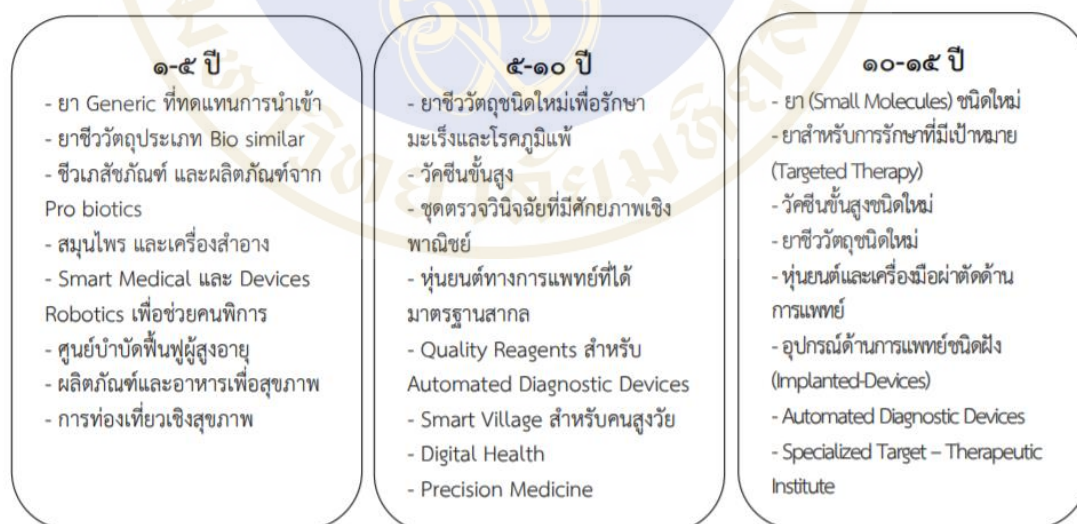 ๑-๕ ปี
- ยา Generic ที่ทดแทนการนำเข้า
- ยาชีววัตถุประเภท Bio similar
- ชีวเภสัชภัณฑ์ และผลิตภัณฑ์จาก
Pro biotics
- สมุนไพร และเครื่องสำอาง
- Smart Medical และ Devices
Robotics เพื่อช่วยคนพิการ
- ศูนย์บำบัดฟื้นฟูผู้สูงอายุ
- ผลิตภัณฑ์และอาหารเพื่อสุขภาพ
- การท่องเที่ยวเชิงสุขภาพ
๕-๑๐ ปี
- ยาชีววัตถุชนิดใหม่เพื่อรักษา
มะเร็งและโรคภูมิแพ้
- วัคซีนขั้นสูง
- ชุดตรวจวินิจฉัยที่มีศักยภาพเชิง
พาณิชย์
- หุ่นยนต์ทางการแพทย์ที่ได้
มาตรฐานสากล
- Quality Reagents สำหรับ
Automated Diagnostic Devices
- Smart Village สำหรับคนสูงวัย
- Digital Health
- Precision Medicine
๑๐-๑๕ ปี
- ยา (Small Molecules) ชนิดใหม่
- ยาสำหรับการรักษาที่มีเป้าหมาย
(Targeted Therapy)
- วัคซีนขั้นสูงชนิดใหม่
- ยาชีววัตถุชนิดใหม่
- หุ่นยนต์และเครื่องมือผ่าตัดด้าน
การแพทย์
- อุปกรณ์ด้านการแพทย์ชนิดฝัง
(Implanted-Devices)
- Automated Diagnostic Devices
- Specialized Target – Therapeutic
Institute